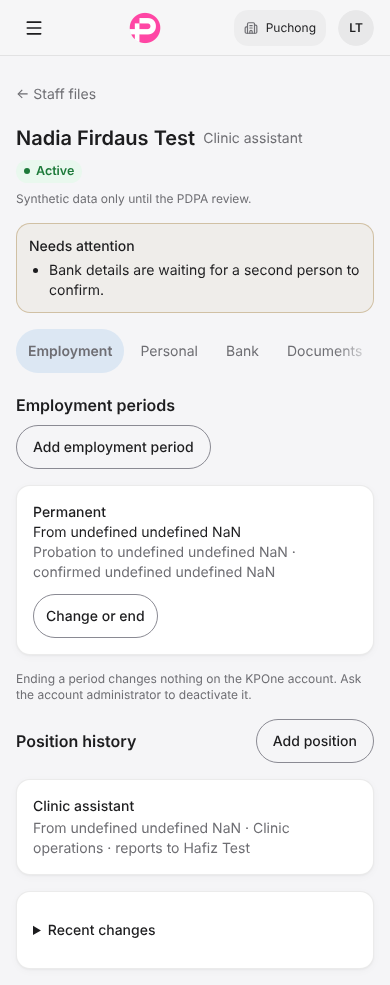 Puchong
LT
← Staff files
Nadia Firdaus Test Clinic assistant
Active
Synthetic data only until the PDPA review.
Needs attention
• Bank details are waiting for a second person to
confirm.
Employment Personal Bank Documents
Employment periods
Add employment period
Permanent
From undefined undefined NaN
Probation to undefined undefined NaN ·
confirmed undefined undefined NaN
Change or end
Ending a period changes nothing on the KPOne account. Ask
the account administrator to deactivate it.
Position history
Add position
Clinic assistant
From undefined undefined NaN · Clinic
operations · reports to Hafiz Test
Recent changes